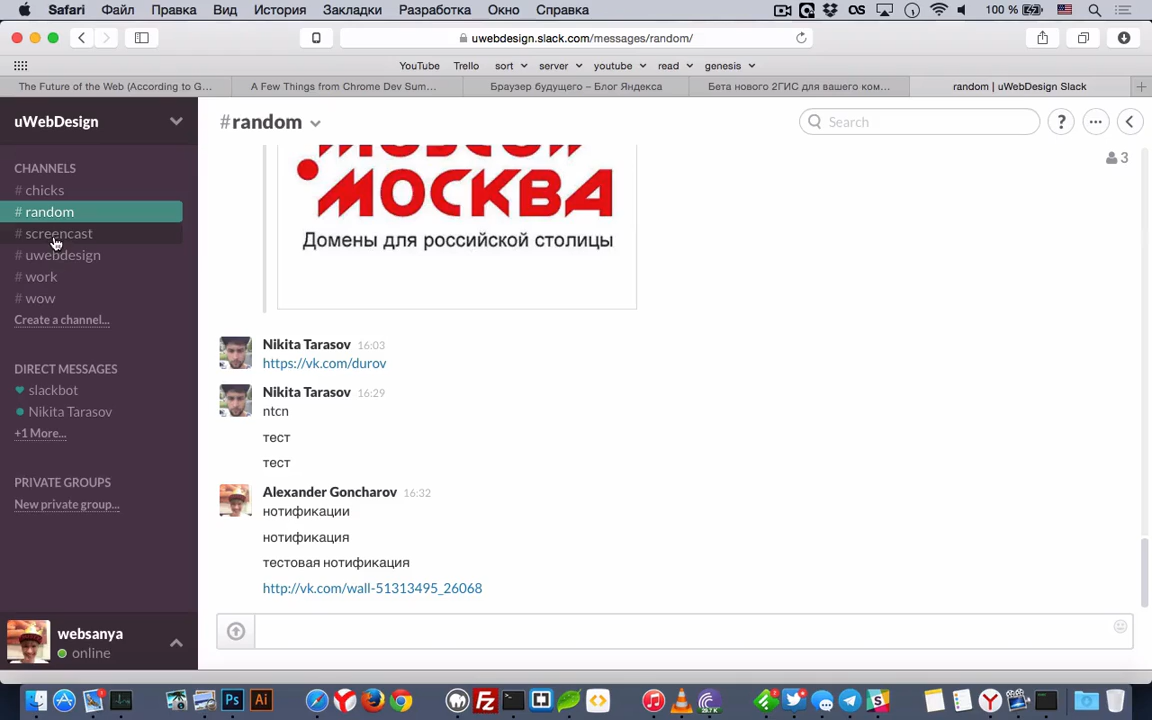 Safari Файл Правка Вид История Закладки Разработка Окно Справка 100 %
uwebdesign.slack.com/messages/random/
YouTube Trello sort server youtube read genesis
The Future of the Web (According to G... A Few Things from Chrome Dev Sum... Браузер будущего – Блог Яндекса Бета нового 2ГИС для вашего ком... random | uWebDesign Slack
uWebDesign
#random
Search
?
3
CHANNELS
# chicks
# random
# screencast
# uwebdesign
# work
# wow
Create a channel...
DIRECT MESSAGES
slackbot
Nikita Tarasov
+1 More...
PRIVATE GROUPS
New private group...
websanya
online
МОСКВА
Домены для российской столицы
Nikita Tarasov 16:03
https://vk.com/durov
Nikita Tarasov 16:29
ntcn
тест
тест
Alexander Goncharov 16:32
нотификации
нотификация
тестовая нотификация
http://vk.com/wall-51313495_26068
Ps Ai Fz
29.7 K